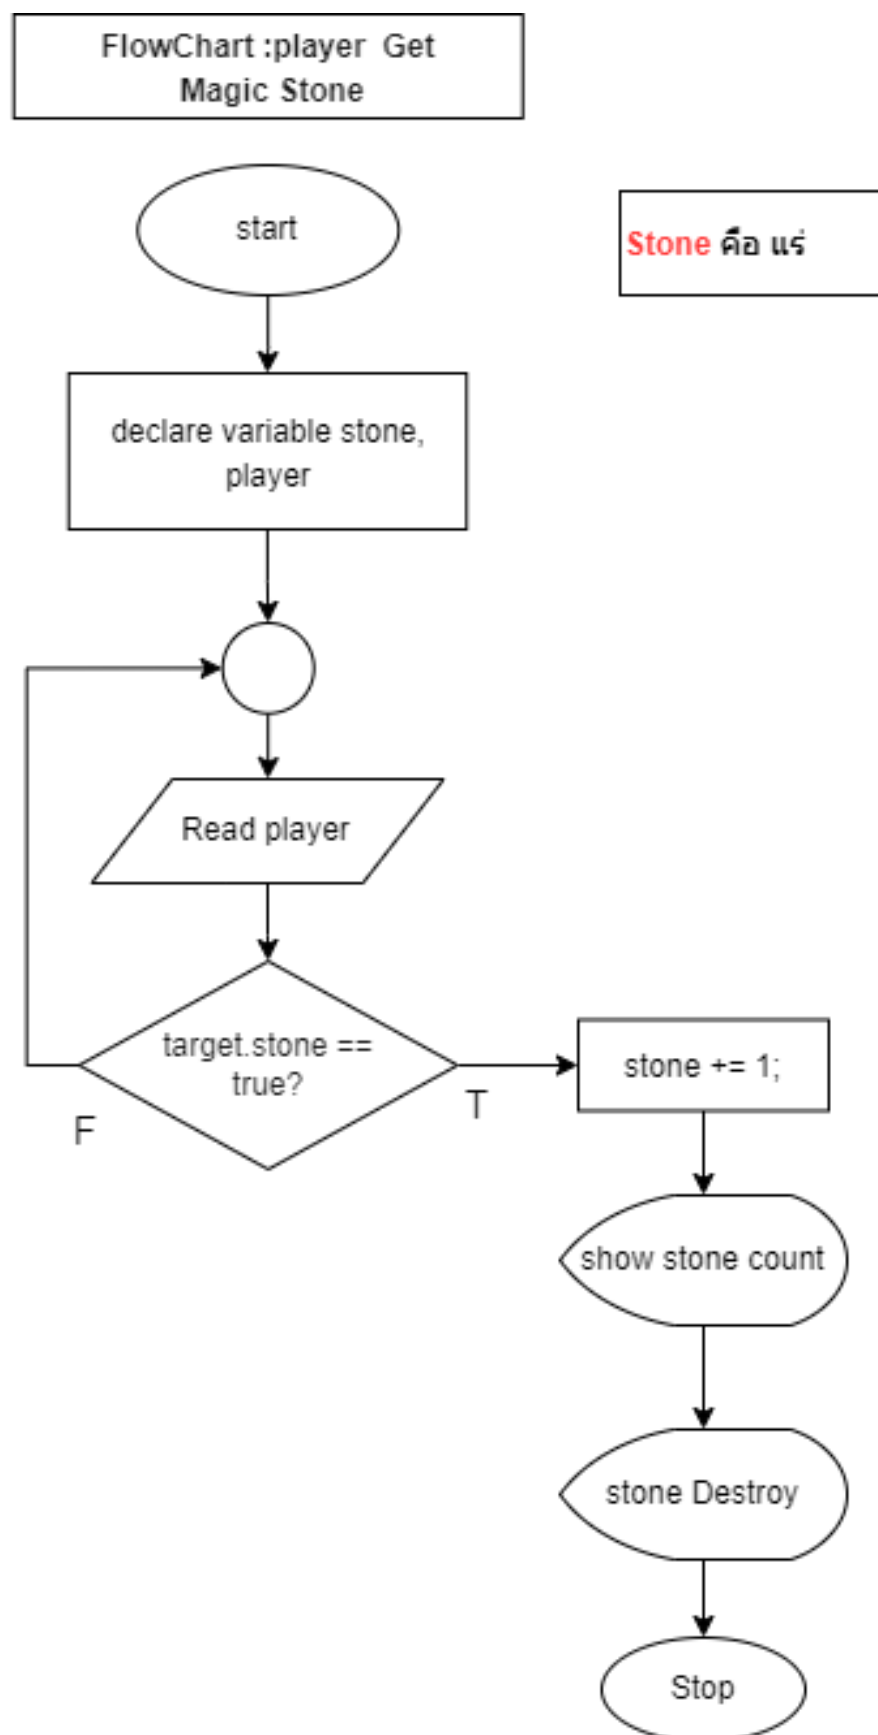 FlowChart :player Get
Magic Stone
start
Stone คือ แร่
declare variable stone,
player
Read player
target.stone ==
true?
F
T
stone += 1;
show stone count
stone Destroy
Stop